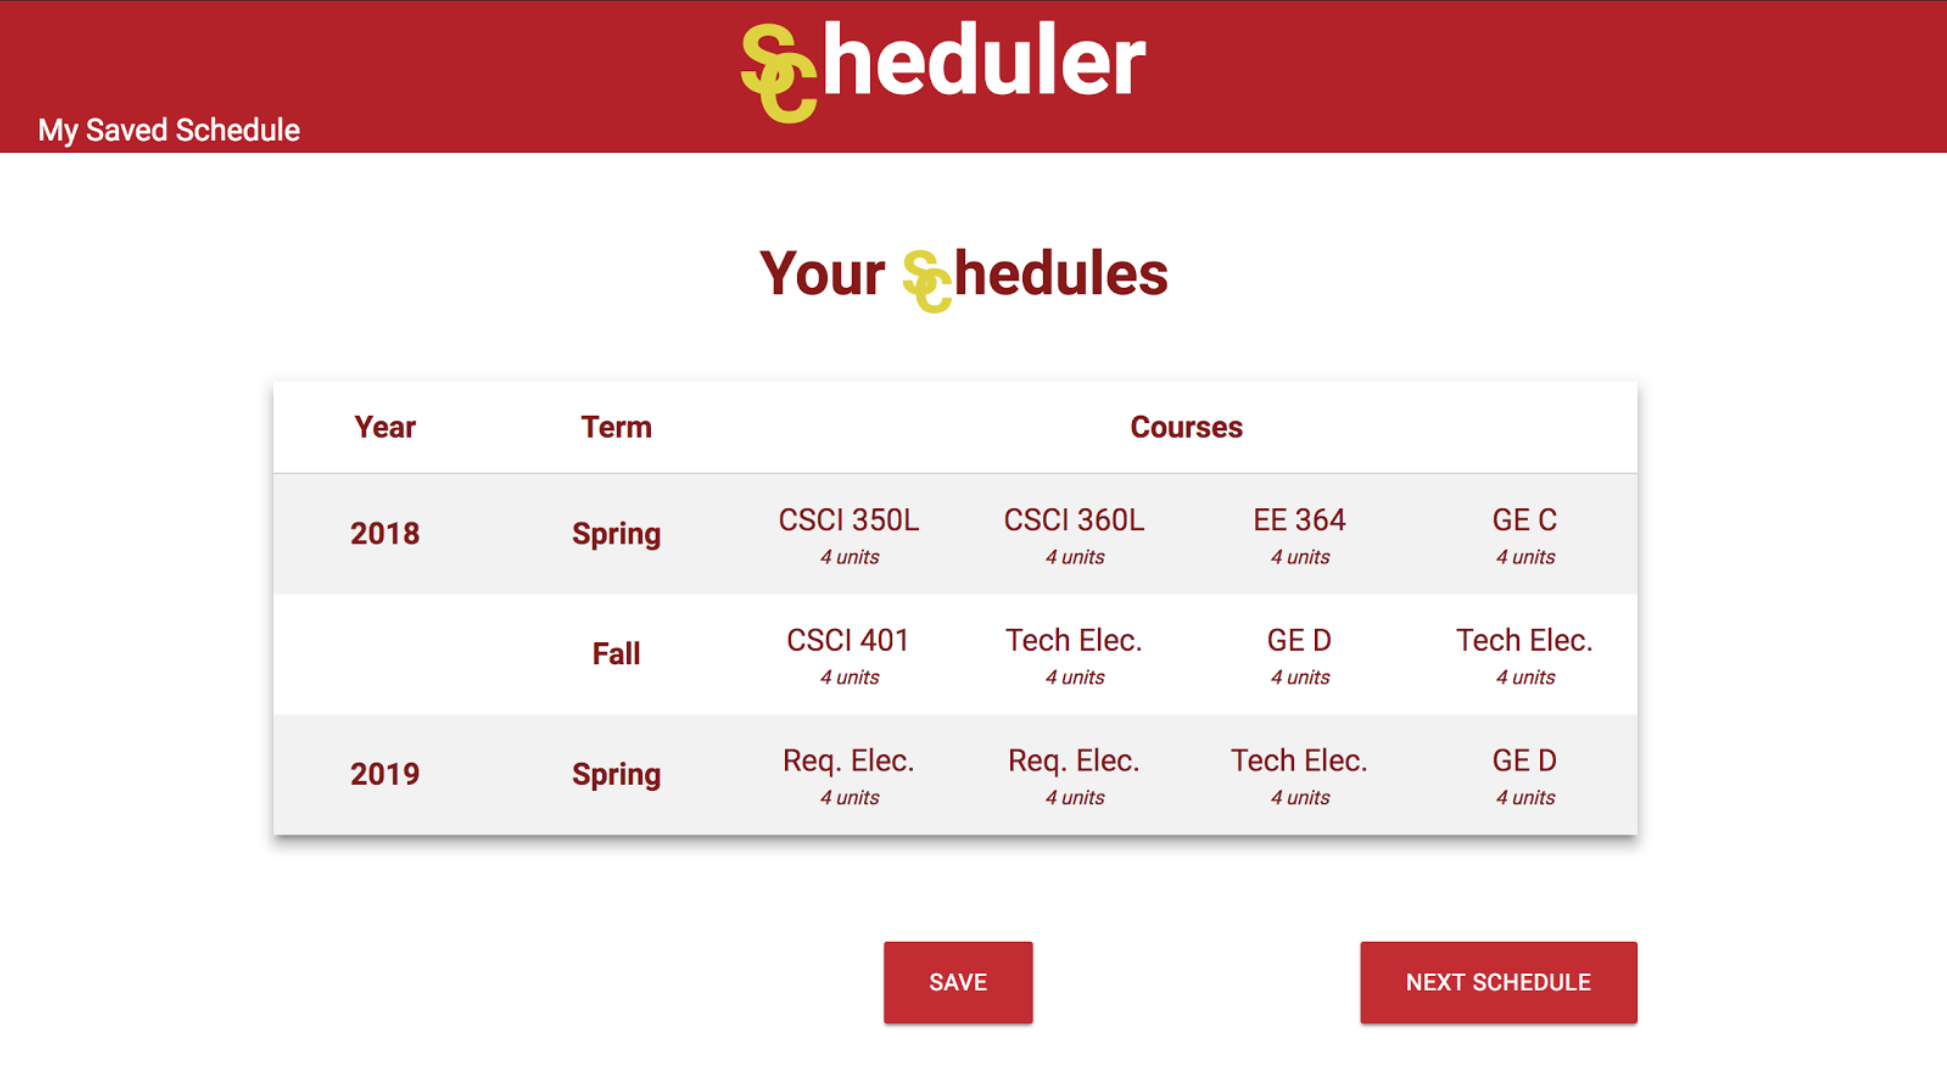 SCheduler
My Saved Schedule
Your SChedules
Year Term Courses
2018 Spring CSCI 350L CSCI 360L EE 364 GE C
4 units 4 units 4 units 4 units
Fall CSCI 401 Tech Elec. GE D Tech Elec.
4 units 4 units 4 units 4 units
2019 Spring Req. Elec. Req. Elec. Tech Elec. GE D
4 units 4 units 4 units 4 units
SAVE NEXT SCHEDULE